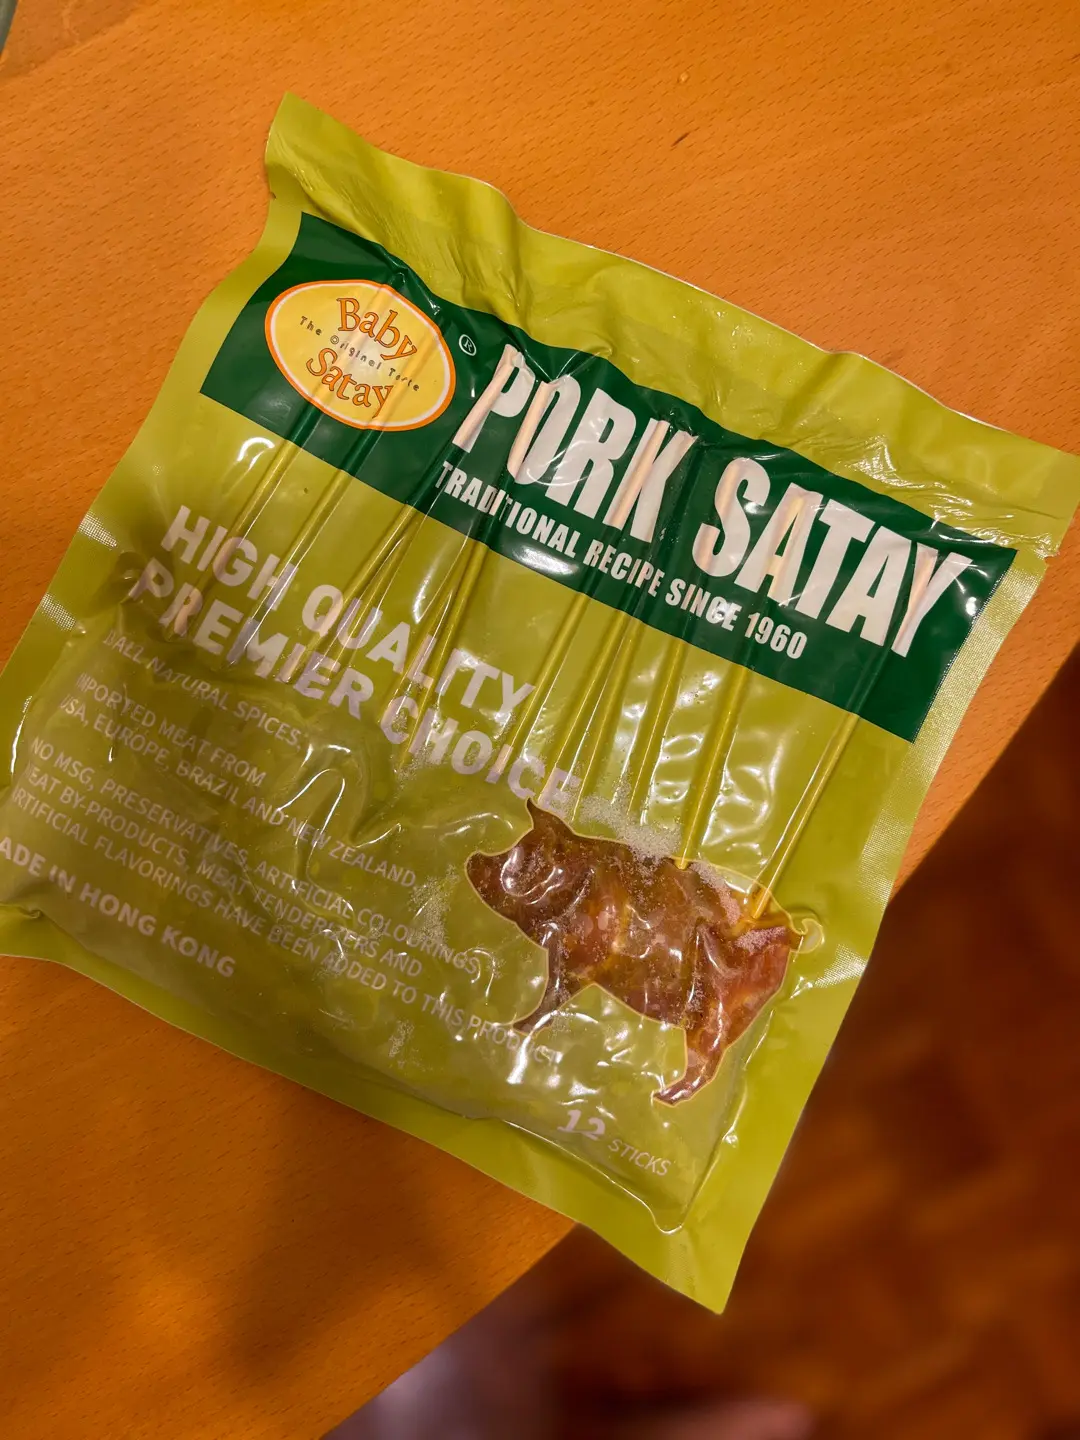 Baby
The Original Taste
Satay
®
PORK SATAY
TRADITIONAL RECIPE SINCE 1960
HIGH QUALITY
PREMIER CHOICE
ALL NATURAL SPICES,
IMPORTED MEAT FROM
USA, EUROPE, BRAZIL AND NEW ZEALAND,
NO MSG, PRESERVATIVES, ARTIFICIAL COLOURINGS,
MEAT BY-PRODUCTS, MEAT TENDERIZERS AND
ARTIFICIAL FLAVORINGS HAVE BEEN ADDED TO THIS PRODUCT
MADE IN HONG KONG
12 STICKS